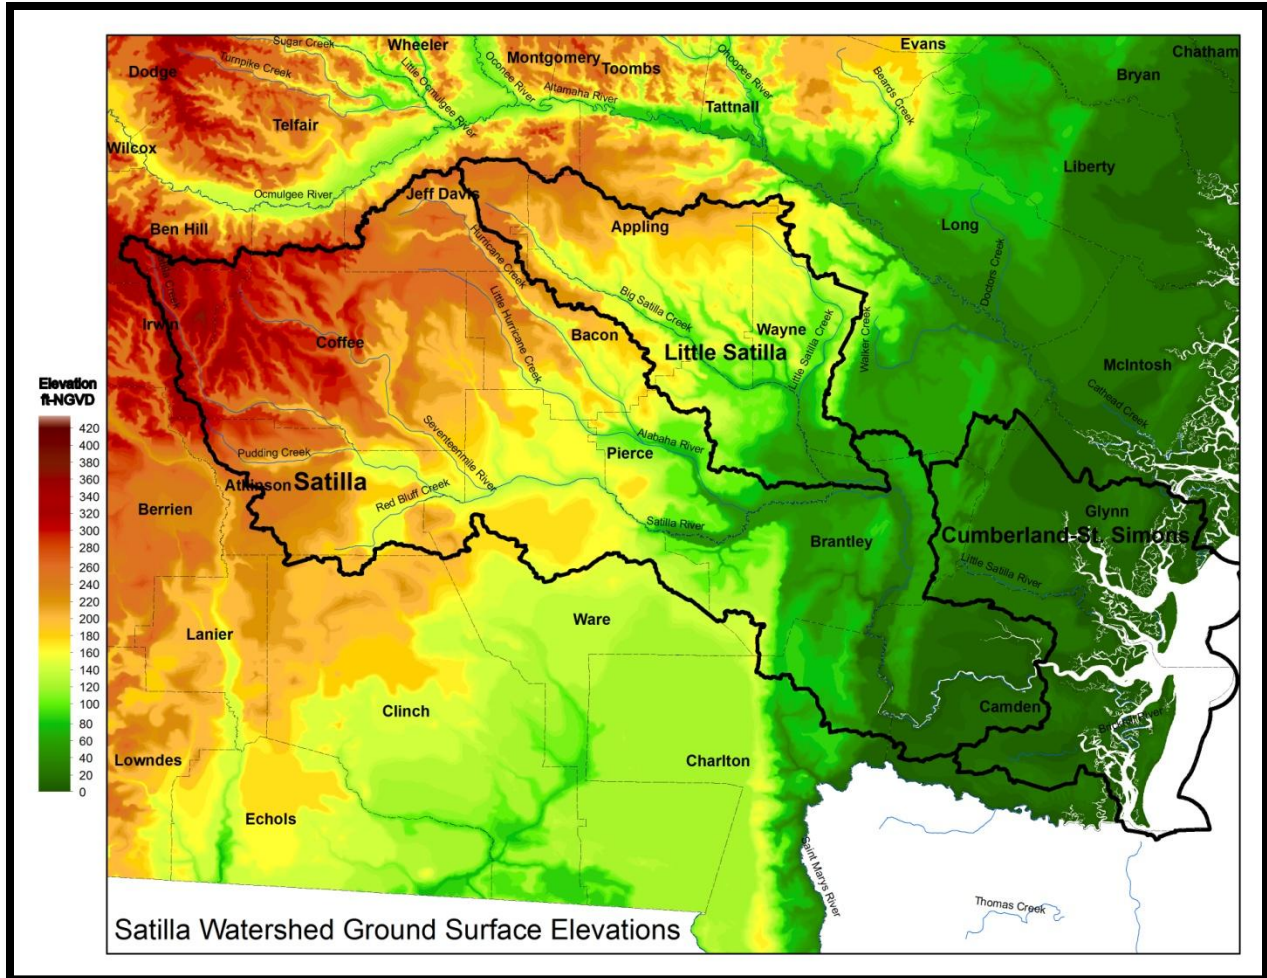 Sugar Creek
Wheeler
Evans
Chatham
Dodge
Turnpike Creek
Little Ocmulgee River
Oconee River
Montgomery
Toombs
Ohoopee River
Beards Creek
Bryan
Altamaha River
Tattnall
Telfair
Wilcox
Liberty
Ocmulgee River
Jeff Davis
Ben Hill
Appling
Long
Hurricane Creek
Doctors Creek
Little Hurricane Creek
Big Satilla Creek
Irwin
Coffee
Bacon
Wayne
Little Satilla
Little Satilla Creek
Walker Creek
McIntosh
Cathead Creek
Elevation
ft-NGVD
420
400
380
360
340
320
300
280
260
240
220
200
180
160
140
120
100
80
60
40
20
0
Seventeenmile River
Alabaha River
Pudding Creek
Pierce
Atkinson
Satilla
Red Bluff Creek
Berrien
Satilla River
Glynn
Brantley
Cumberland-St. Simons
Little Satilla River
Ware
Lanier
Clinch
Camden
Lowndes
Charlton
Echols
Saint Marys River
Thomas Creek
Satilla Watershed Ground Surface Elevations